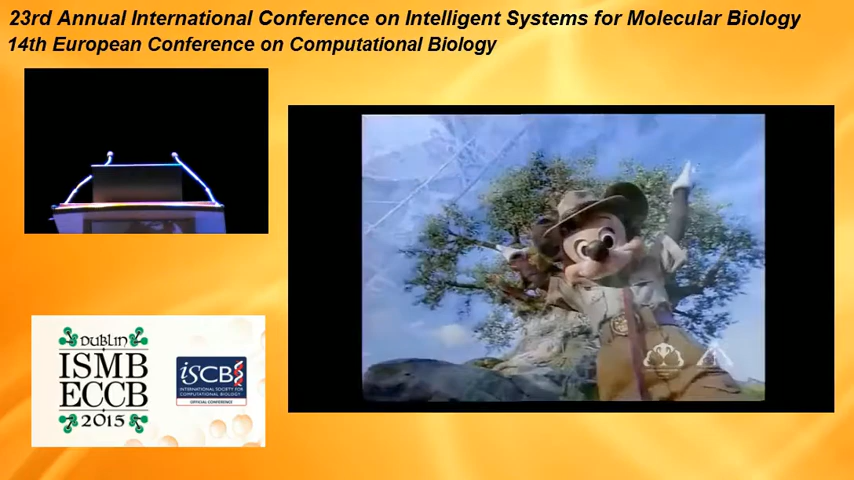 23rd Annual International Conference on Intelligent Systems for Molecular Biology
14th European Conference on Computational Biology
DUBLIN
ISMB
ECCB
2015
ISCB
INTERNATIONAL SOCIETY FOR
COMPUTATIONAL BIOLOGY
OFFICIAL CONFERENCE